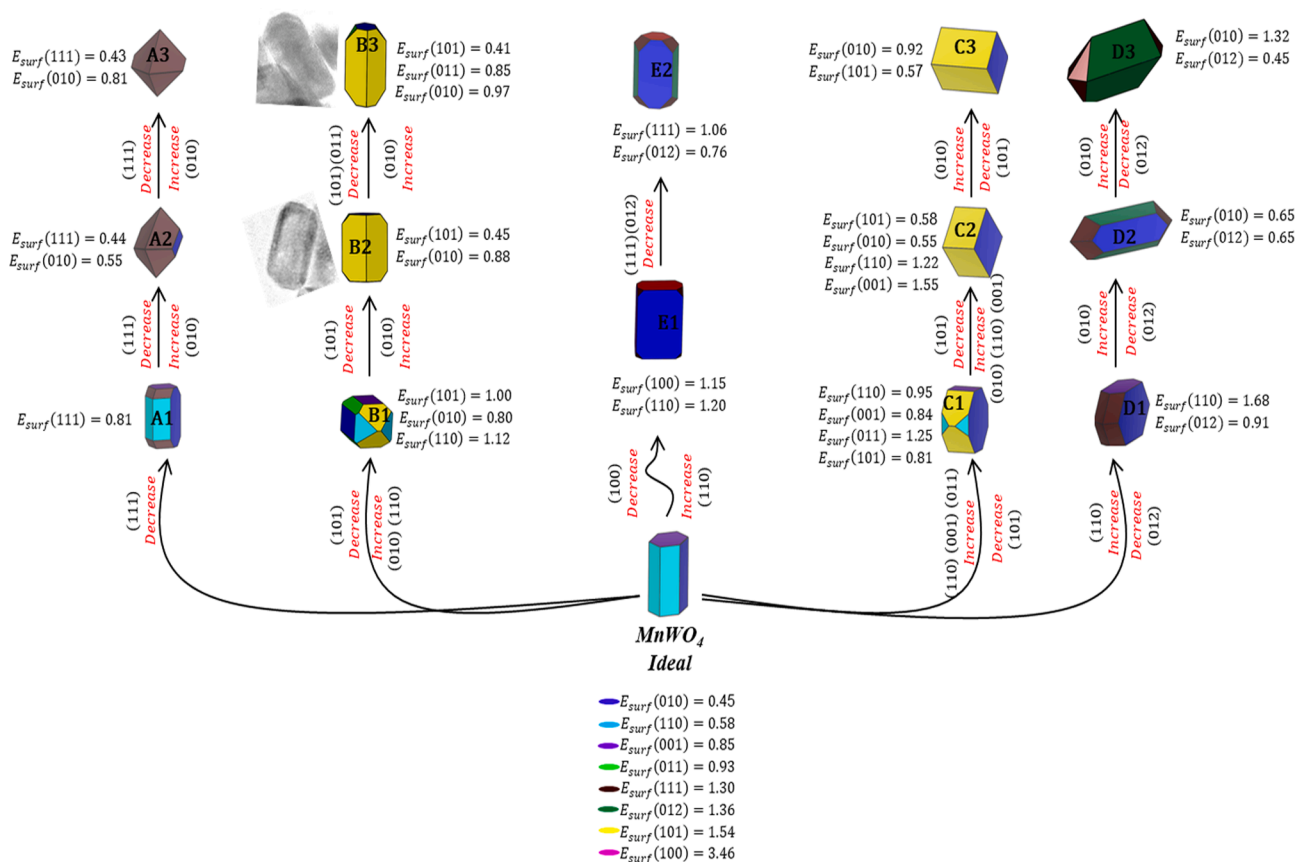 A3
E_surf(111) = 0.43
E_surf(010) = 0.81
(111)
Decrease
Increase
(010)
A2
E_surf(111) = 0.44
E_surf(010) = 0.55
(111)
Decrease
Increase
(010)
A1
E_surf(111) = 0.81
(111)
Decrease
B3
E_surf(101) = 0.41
E_surf(011) = 0.85
E_surf(010) = 0.97
(101)(011)
Decrease
(010)
Increase
B2
E_surf(101) = 0.45
E_surf(010) = 0.88
(101)
Decrease
(010)
Increase
B1
E_surf(101) = 1.00
E_surf(010) = 0.80
E_surf(110) = 1.12
(101)
Decrease
Increase
(010) (110)
E2
E_surf(111) = 1.06
E_surf(012) = 0.76
(111)(012)
Decrease
E1
E_surf(100) = 1.15
E_surf(110) = 1.20
(100)
Decrease
Increase
(110)
C3
E_surf(010) = 0.92
E_surf(101) = 0.57
(010)
Increase
Decrease
(101)
C2
E_surf(101) = 0.58
E_surf(010) = 0.55
E_surf(110) = 1.22
E_surf(001) = 1.55
(101)
Decrease
Increase
(010) (110) (001)
C1
E_surf(110) = 0.95
E_surf(001) = 0.84
E_surf(011) = 1.25
E_surf(101) = 0.81
(110) (001) (011)
Increase
Decrease
(101)
D3
E_surf(010) = 1.32
E_surf(012) = 0.45
(010)
Increase
Decrease
(012)
D2
E_surf(010) = 0.65
E_surf(012) = 0.65
(010)
Increase
Decrease
(012)
D1
E_surf(110) = 1.68
E_surf(012) = 0.91
(110)
Increase
Decrease
(012)
MnWO₄
Ideal
E_surf(010) = 0.45
E_surf(110) = 0.58
E_surf(001) = 0.85
E_surf(011) = 0.93
E_surf(111) = 1.30
E_surf(012) = 1.36
E_surf(101) = 1.54
E_surf(100) = 3.46